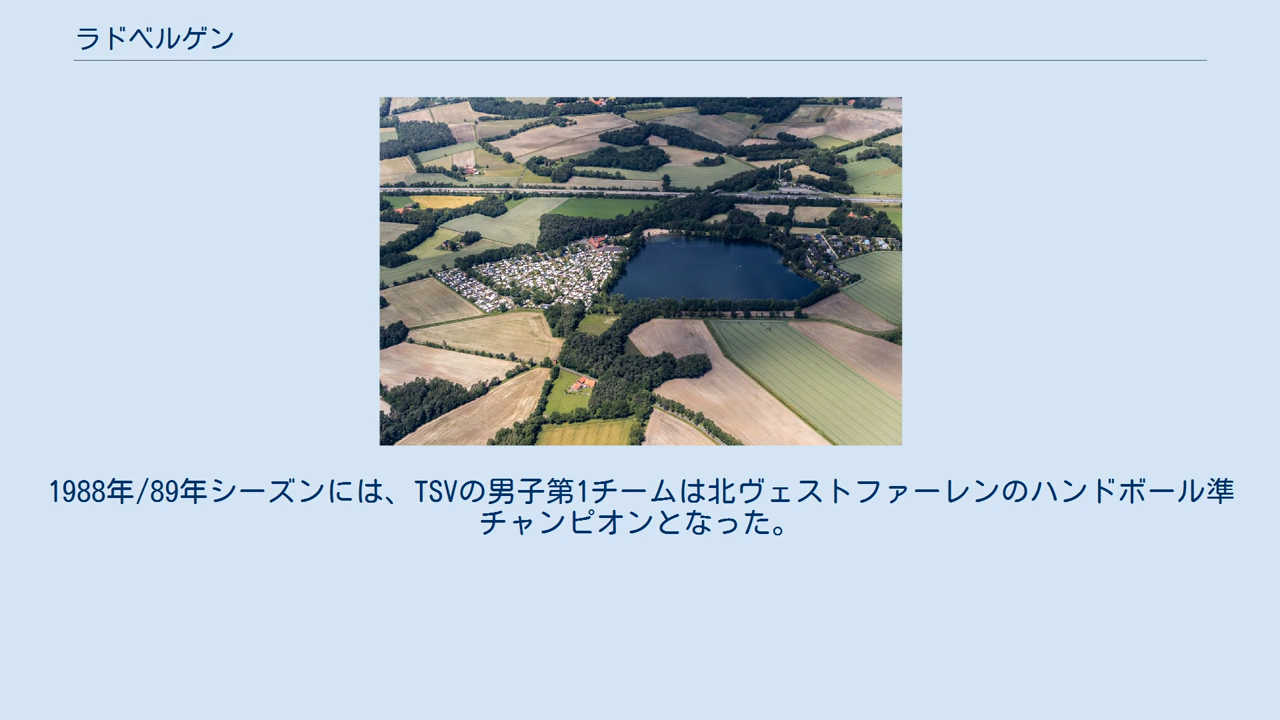 ラドベルゲン
1988年/89年シーズンには、TSVの男子第1チームは北ヴェストファーレンのハンドボール準
チャンピオンとなった。